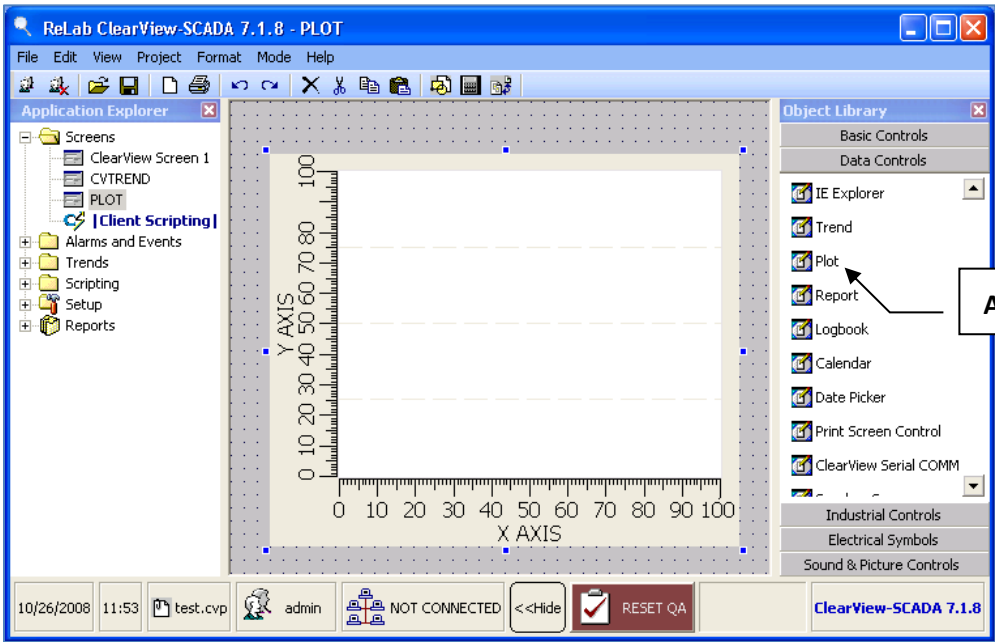 ReLab ClearView-SCADA 7.1.8 - PLOT
File Edit View Project Format Mode Help
Application Explorer
Screens
ClearView Screen 1
CVTREND
PLOT
|Client Scripting|
Alarms and Events
Trends
Scripting
Setup
Reports
Y AXIS
0 10 20 30 40 50 60 70 80 100
0 10 20 30 40 50 60 70 80 90 100
X AXIS
Object Library
Basic Controls
Data Controls
IE Explorer
Trend
Plot
A
Report
Logbook
Calendar
Date Picker
Print Screen Control
ClearView Serial COMM
Industrial Controls
Electrical Symbols
Sound & Picture Controls
10/26/2008 11:53 test.cvp admin NOT CONNECTED <<Hide RESET QA ClearView-SCADA 7.1.8